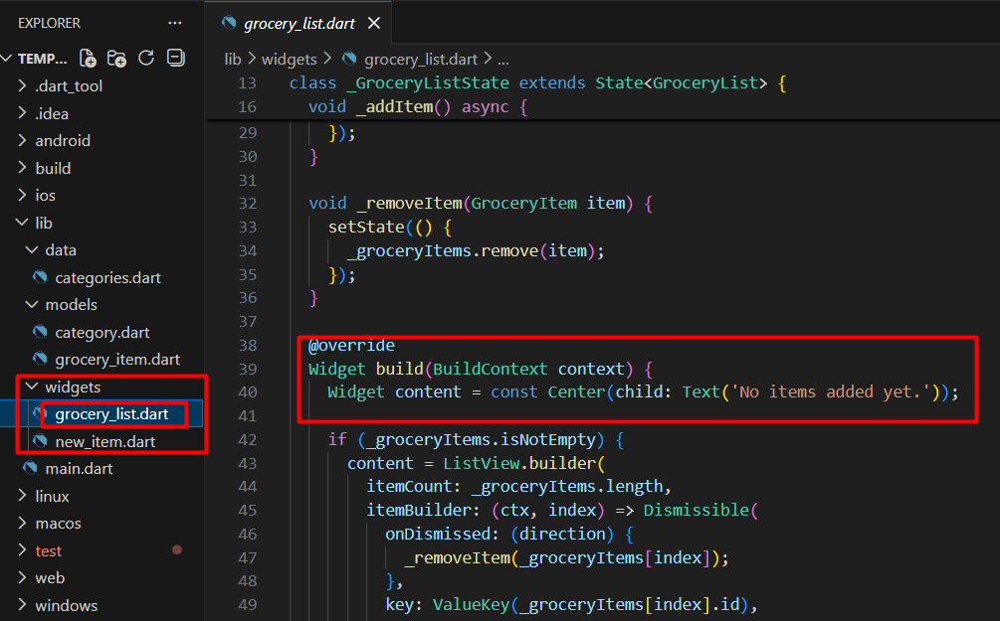 EXPLORER
...
TEMP...
.dart_tool
.idea
android
build
ios
lib
data
categories.dart
models
category.dart
grocery_item.dart
widgets
grocery_list.dart
new_item.dart
main.dart
linux
macos
test
web
windows
grocery_list.dart
lib > widgets > grocery_list.dart > ...
13 class _GroceryListState extends State<GroceryList> {
16 void _addItem() async {
29 });
30 }
31
32 void _removeItem(GroceryItem item) {
33 setState(() {
34 _groceryItems.remove(item);
35 });
36 }
37
38 @override
39 Widget build(BuildContext context) {
40 Widget content = const Center(child: Text('No items added yet.'));
41
42 if (_groceryItems.isNotEmpty) {
43 content = ListView.builder(
44 itemCount: _groceryItems.length,
45 itemBuilder: (ctx, index) => Dismissible(
46 onDismissed: (direction) {
47 _removeItem(_groceryItems[index]);
48 },
49 key: ValueKey(_groceryItems[index].id),